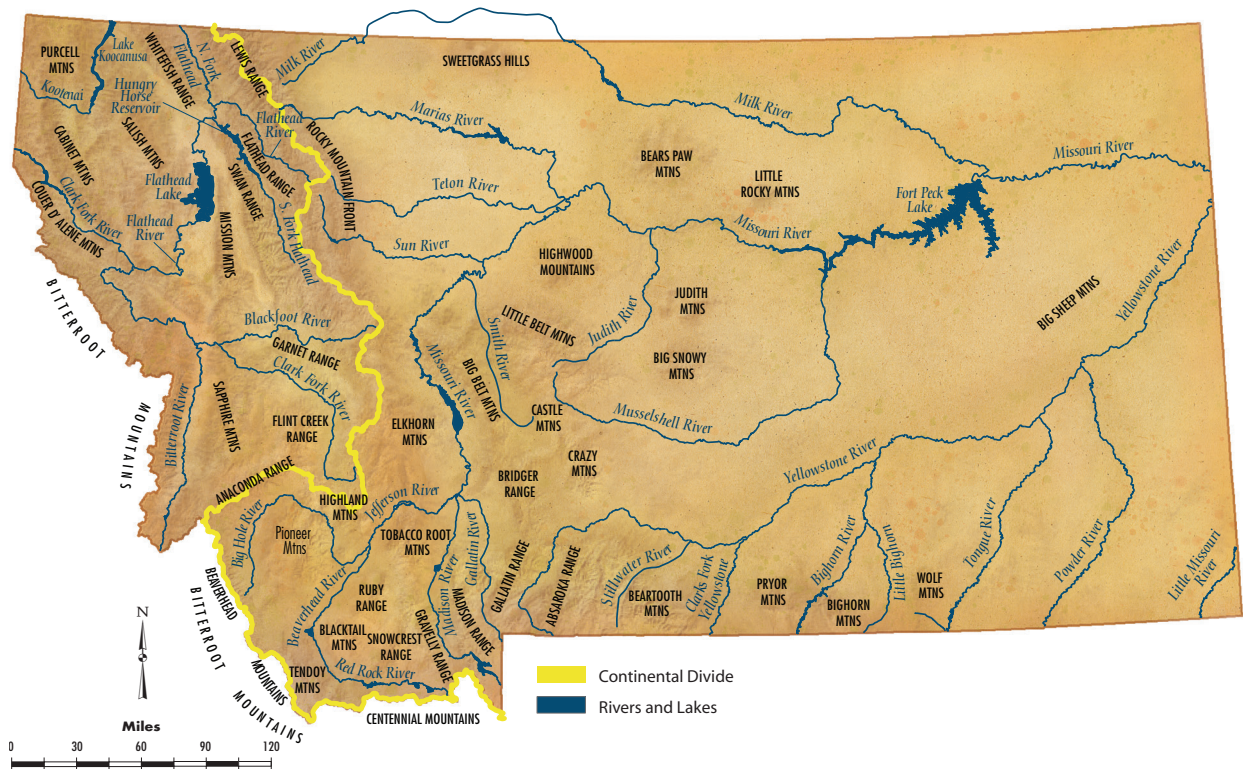 PURCELL
MTNS
Lake
Koocanusa
Kootenai
WHITEFISH RANGE
N. Fork
Flathead
LEWIS RANGE
Milk River
SWEETGRASS HILLS
Hungry
Horse
Reservoir
CABINET MTNS
SALISH MTNS
Flathead
River
FLATHEAD RANGE
SWAN RANGE
ROCKY MOUNTAIN FRONT
Marias River
Milk River
Missouri River
BEARS PAW
MTNS
LITTLE
ROCKY MTNS
Fort Peck
Lake
Teton River
COUER D' ALENE MTNS
Clark Fork River
Flathead
Lake
Flathead
River
MISSION MTNS
S. Fork Flathead
Sun River
Missouri River
HIGHWOOD
MOUNTAINS
JUDITH
MTNS
Judith River
LITTLE BELT MTNS
BIG SNOWY
MTNS
BIG SHEEP MTNS
Yellowstone River
BITTERROOT
MOUNTAINS
Blackfoot River
GARNET RANGE
Clark Fork River
Missouri River
Smith River
BIG BELT MTNS
Bitterroot River
SAPPHIRE MTNS
FLINT CREEK
RANGE
ELKHORN
MTNS
CASTLE
MTNS
Musselshell River
CRAZY
MTNS
BRIDGER
RANGE
Yellowstone River
ANACONDA RANGE
HIGHLAND
MTNS
Jefferson River
Big Hole River
Pioneer
Mtns
TOBACCO ROOT
MTNS
Madison River
Gallatin River
GALLATIN RANGE
ABSAROKA RANGE
Stillwater River
BEARTOOTH
MTNS
Clarks Fork
Yellowstone
PRYOR
MTNS
Bighorn River
BIGHORN
MTNS
Little Bighorn
WOLF
MTNS
Tongue River
Powder River
Little Missouri
River
BEAVERHEAD
MOUNTAINS
BITTERROOT
MOUNTAINS
Beaverhead River
RUBY
RANGE
BLACKTAIL
MTNS
SNOWCREST
RANGE
GRAVELLY RANGE
MADISON RANGE
TENDOY
MTNS
Red Rock River
CENTENNIAL MOUNTAINS
N
Continental Divide
Rivers and Lakes
Miles
0 30 60 90 120